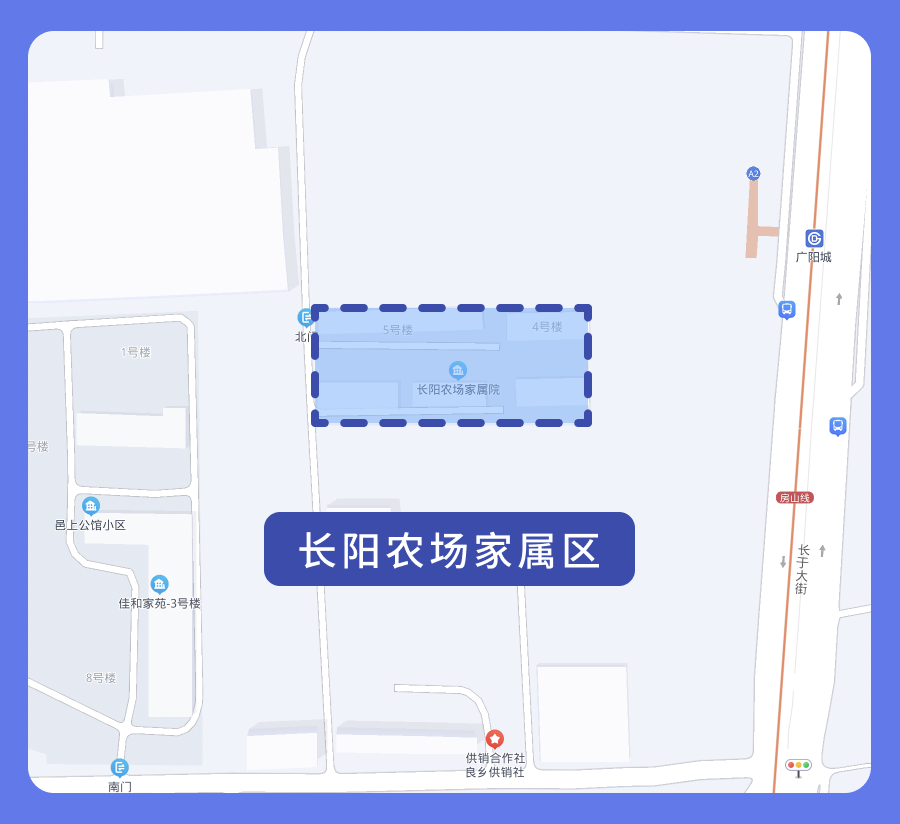 A2
广阳城
北门
5号楼
4号楼
1号楼
长阳农场家属院
号楼
房山线
邑上公馆小区
长阳农场家属区
长于大街
佳和家苑-3号楼
8号楼
供销合作社
良乡供销社
南门